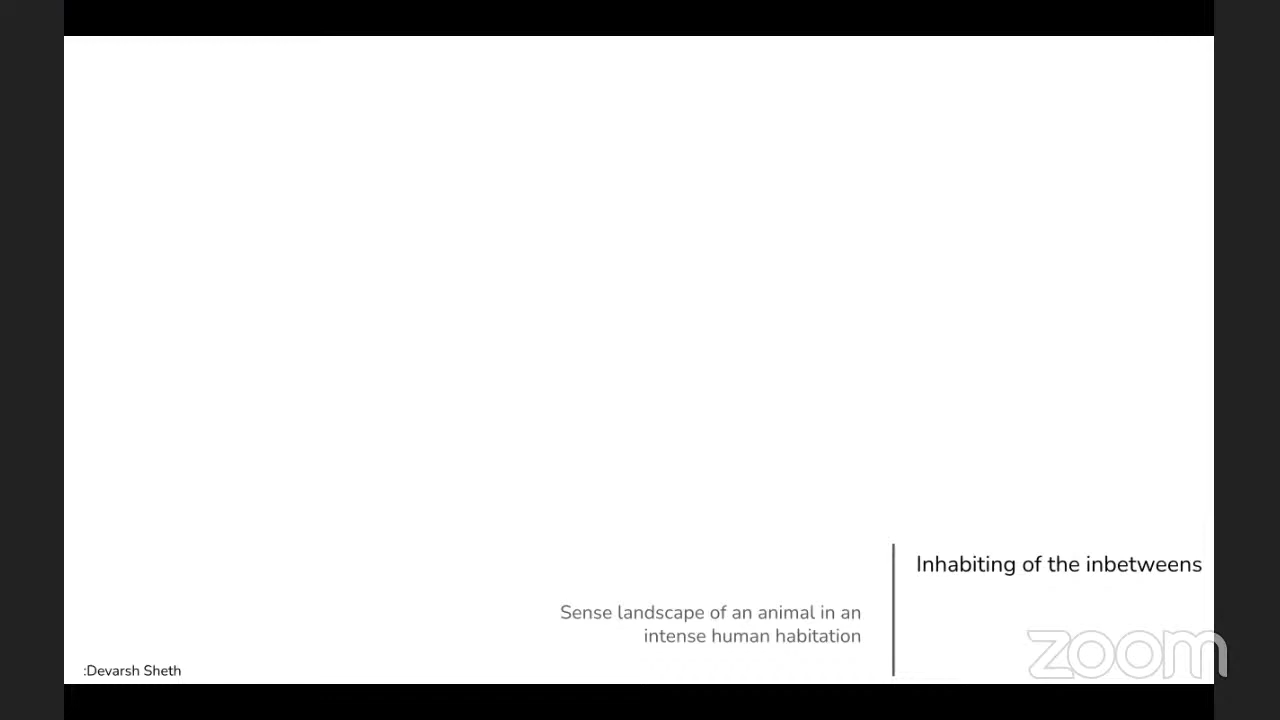 Inhabiting of the inbetweens
Sense landscape of an animal in an
intense human habitation
:Devarsh Sheth
zoom